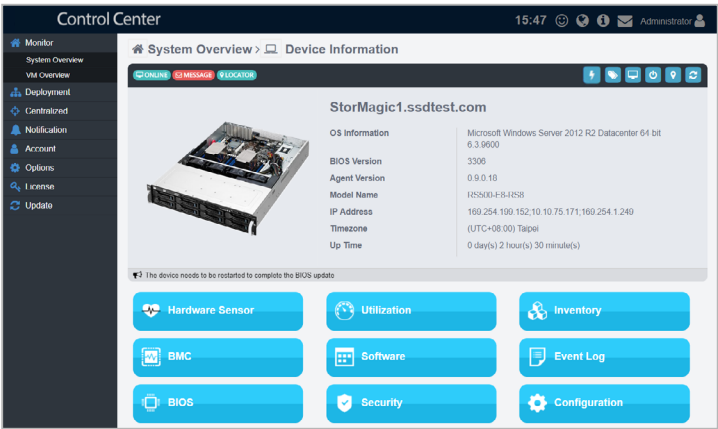 Control Center
15:47 Administrator
Monitor
System Overview
VM Overview
Deployment
Centralized
Notification
Account
Options
License
Update
System Overview > Device Information
ONLINE MESSAGE LOCATOR
StorMagic1.ssdtest.com
OS Information Microsoft Windows Server 2012 R2 Datacenter 64 bit
6.3.9600
BIOS Version 3306
Agent Version 0.9.0.18
Model Name RS500-E8-RS8
IP Address 169.254.199.152;10.10.75.171;169.254.1.240
Timezone (UTC+08:00) Taipei
Up Time 0 day(s) 2 hour(s) 30 minute(s)
The device needs to be restarted to complete the BIOS update
Hardware Sensor Utilization Inventory
BMC Software Event Log
BIOS Security Configuration